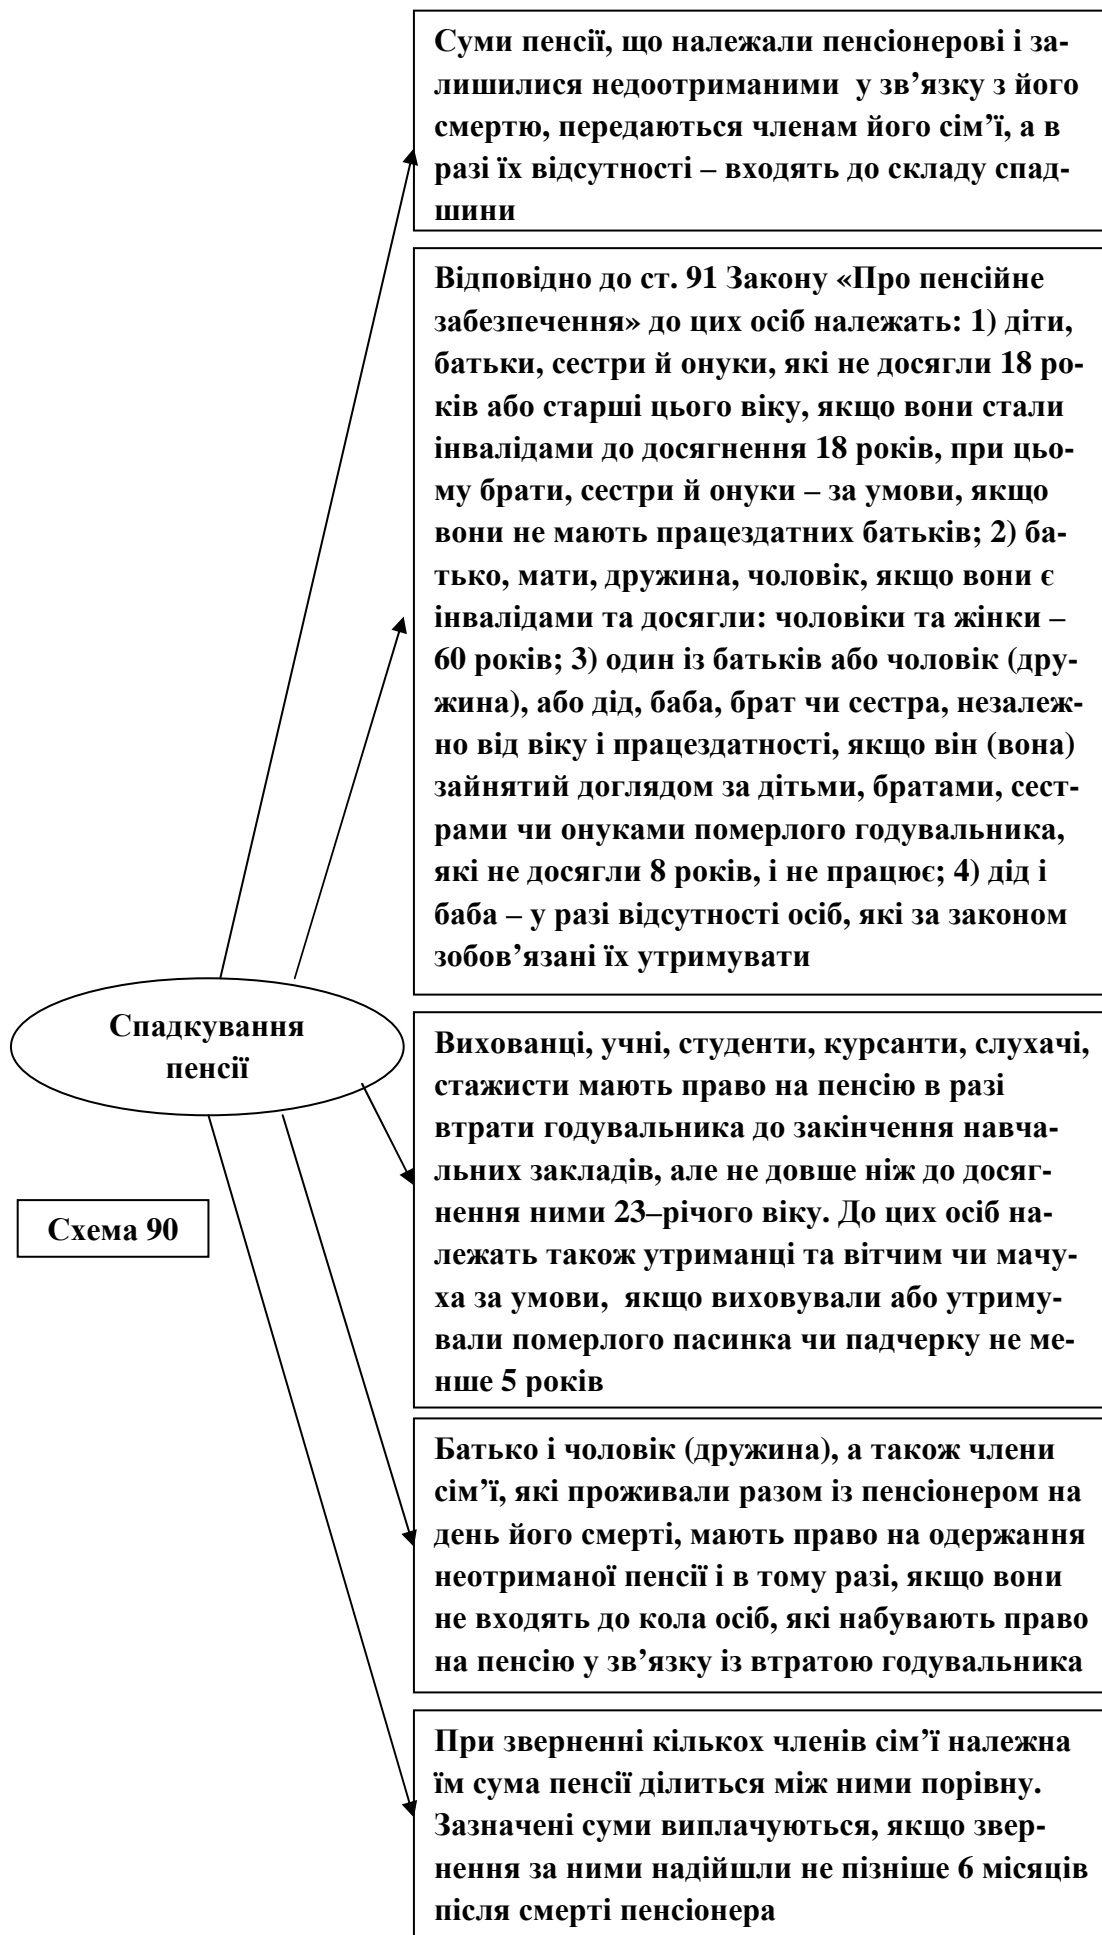 Суми пенсії, що належали пенсіонерові і за-
лишилися недоотриманими  у зв’язку з його
смертю, передаються членам його сім’ї, а в
разі їх відсутності – входять до складу спад-
шини
Відповідно до ст. 91 Закону «Про пенсійне
забезпечення» до цих осіб належать: 1) діти,
батьки, сестри й онуки, які не досягли 18 ро-
ків або старші цього віку, якщо вони стали
інвалідами до досягнення 18 років, при цьо-
му брати, сестри й онуки – за умови, якщо
вони не мають працездатних батьків; 2) ба-
тько, мати, дружина, чоловік, якщо вони є
інвалідами та досягли: чоловіки та жінки –
60 років; 3) один із батьків або чоловік (дру-
жина), або дід, баба, брат чи сестра, незалеж-
но від віку і працездатності, якщо він (вона)
зайнятий доглядом за дітьми, братами, сест-
рами чи онуками померлого годувальника,
які не досягли 8 років, і не працює; 4) дід і
баба – у разі відсутності осіб, які за законом
зобов’язані їх утримувати
Спадкування
пенсії
Вихованці, учні, студенти, курсанти, слухачі,
стажисти мають право на пенсію в разі
втрати годувальника до закінчення навча-
льних закладів, але не довше ніж до досяг-
нення ними 23–річого віку. До цих осіб на-
лежать також утриманці та вітчим чи мачу-
ха за умови,  якщо виховували або утриму-
вали померлого пасинка чи падчерку не ме-
нше 5 років
Схема 90
Батько і чоловік (дружина), а також члени
сім’ї, які проживали разом із пенсіонером на
день його смерті, мають право на одержання
неотриманої пенсії і в тому разі, якщо вони
не входять до кола осіб, які набувають право
на пенсію у зв’язку із втратою годувальника
При зверненні кількох членів сім’ї належна
їм сума пенсії ділиться між ними порівну.
Зазначені суми виплачуються, якщо звер-
нення за ними надійшли не пізніше 6 місяців
після смерті пенсіонера